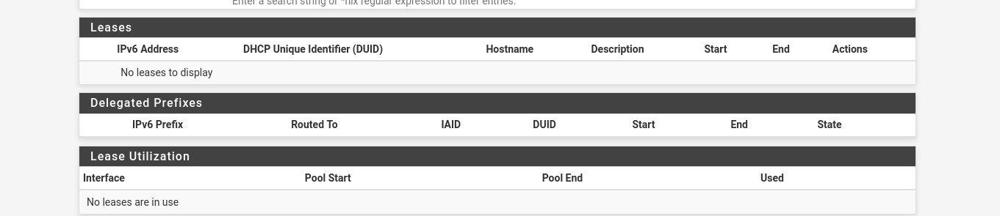 Enter a search string or *nix regular expression to filter entries.
Leases
IPv6 Address DHCP Unique Identifier (DUID) Hostname Description Start End Actions
No leases to display
Delegated Prefixes
IPv6 Prefix Routed To IAID DUID Start End State
Lease Utilization
Interface Pool Start Pool End Used
No leases are in use